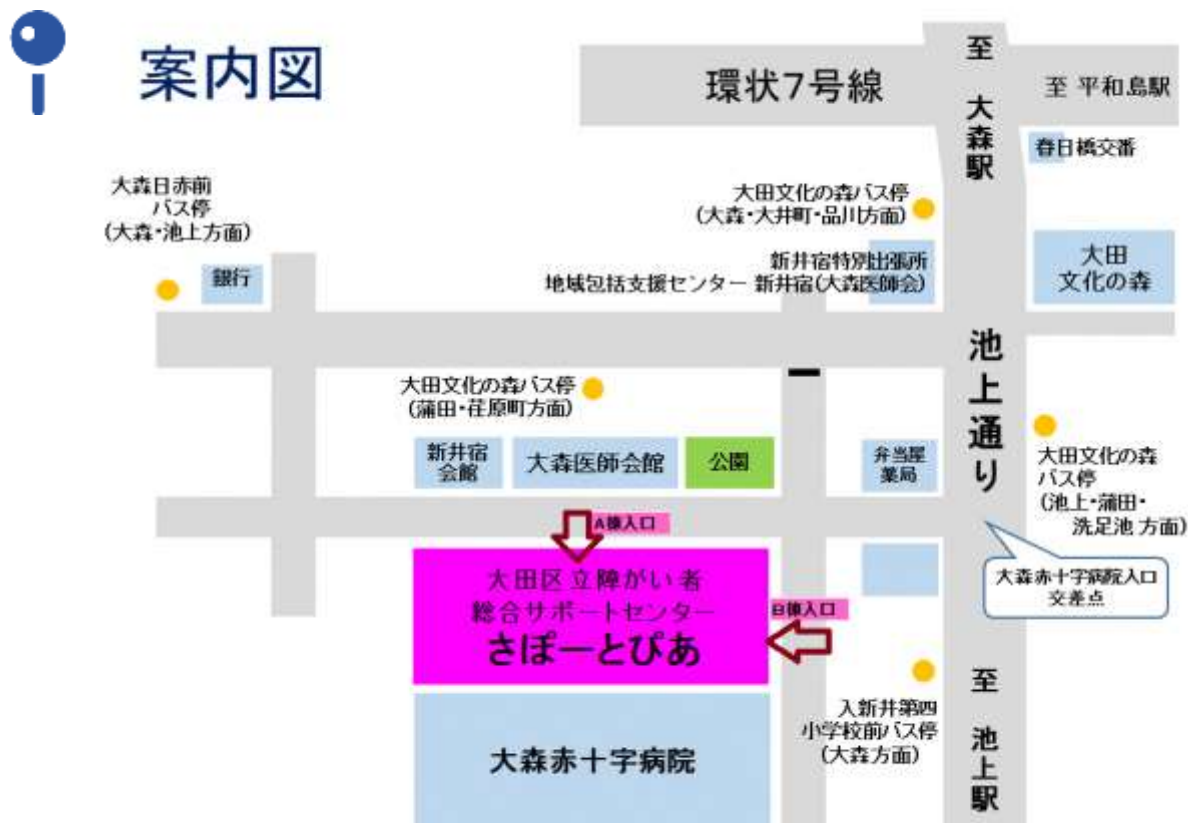 案内図
環状7号線
至 大森駅
至 平和島駅
春日橋交番
大森日赤前
バス停
(大森・池上方面)
大田文化の森バス停
(大森・大井町・品川方面)
銀行
新井宿特別出張所
地域包括支援センター 新井宿(大森医師会)
大田
文化の森
池上通り
大田文化の森バス停
(蒲田・荏原町方面)
新井宿
会館
大森医師会館
公園
弁当屋
薬局
大田文化の森
バス停
(池上・蒲田・
洗足池 方面)
A棟入口
大森赤十字病院入口
交差点
大田区立障がい者
総合サポートセンター
さぽーとぴあ
B棟入口
入新井第四
小学校前バス停
(大森方面)
至 池上駅
大森赤十字病院